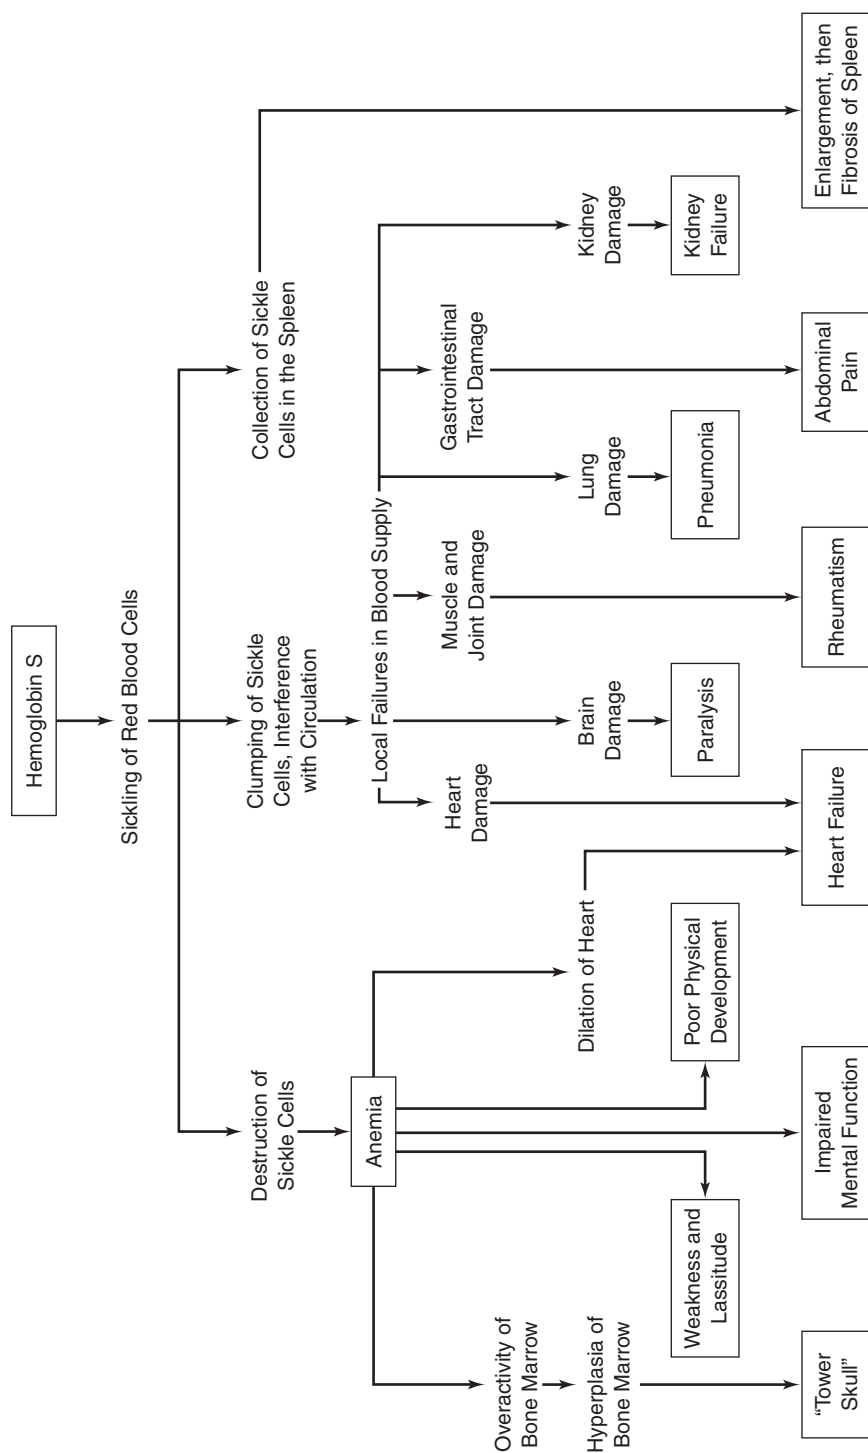 Hemoglobin S
Sickling of Red Blood Cells
Destruction of
Sickle Cells
Clumping of Sickle
Cells, Interference
with Circulation
Collection of Sickle
Cells in the Spleen
Anemia
Local Failures in Blood Supply
Overactivity of
Bone Marrow
Heart
Damage
Muscle and
Joint Damage
Gastrointestinal
Tract Damage
Hyperplasia of
Bone Marrow
Dilation of Heart
Brain
Damage
Lung
Damage
Kidney
Damage
Weakness and
Lassitude
Poor Physical
Development
Paralysis
Pneumonia
Kidney
Failure
“Tower
Skull”
Impaired
Mental Function
Heart Failure
Rheumatism
Abdominal
Pain
Enlargement, then
Fibrosis of Spleen